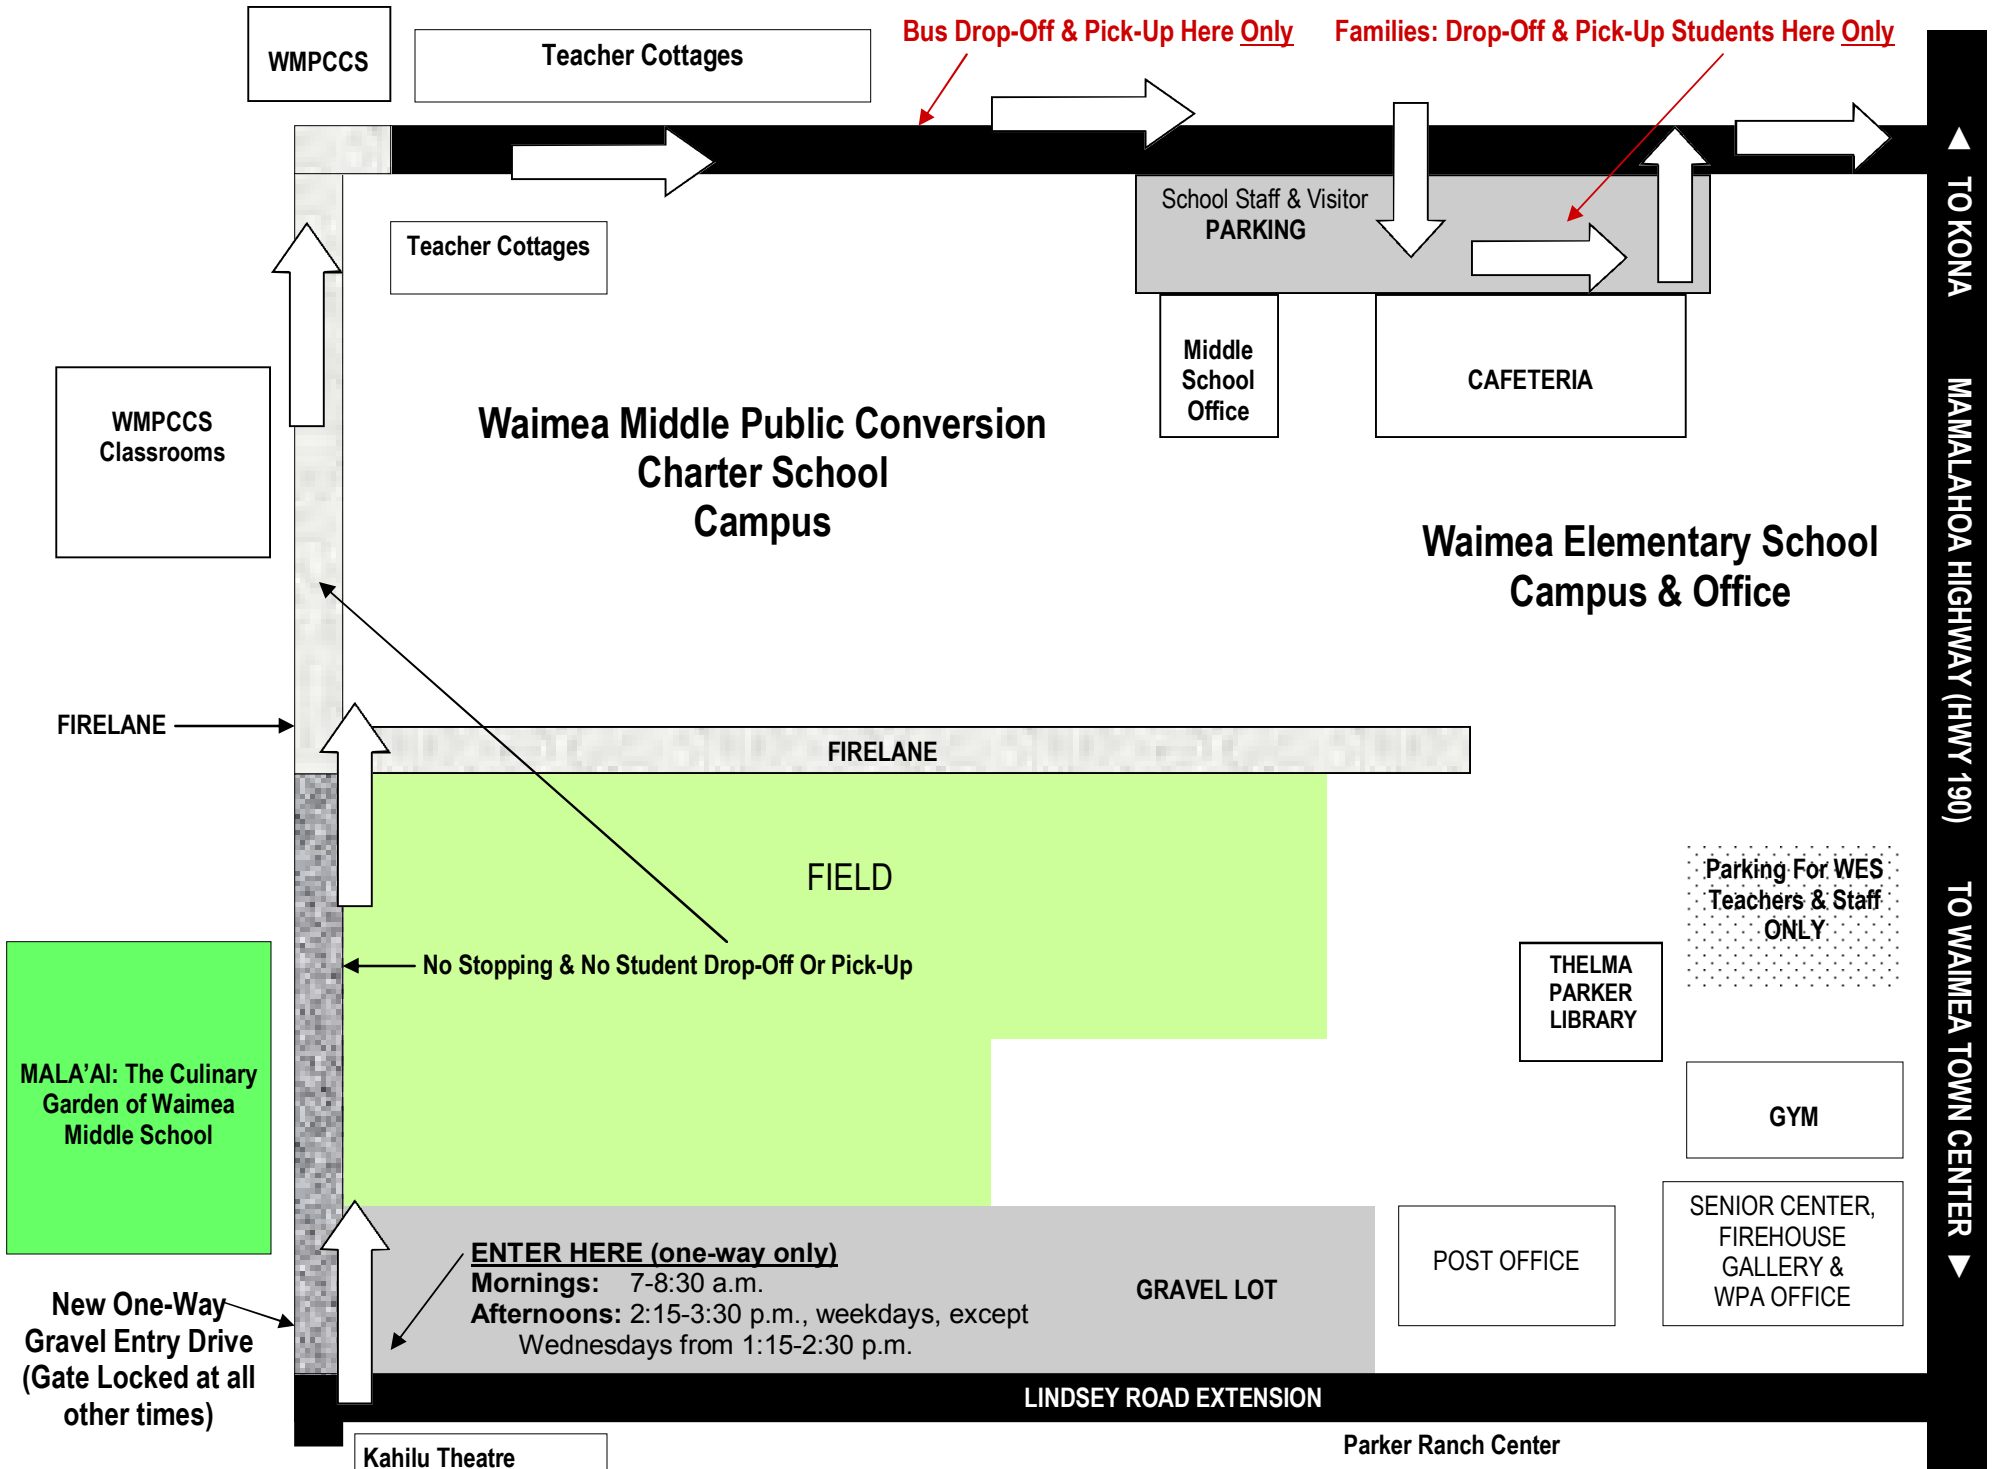 Bus Drop-Off & Pick-Up Here Only
Families: Drop-Off & Pick-Up Students Here Only
WMPCCS
Teacher Cottages
School Staff & Visitor
PARKING
Teacher Cottages
Middle
School
Office
CAFETERIA
WMPCCS
Classrooms
Waimea Middle Public Conversion
Charter School
Campus
Waimea Elementary School
Campus & Office
◄ TO KONA MAMALAHOA HIGHWAY (HWY 190) TO WAIMEA TOWN CENTER ►
FIRELANE
FIRELANE
FIELD
No Stopping & No Student Drop-Off Or Pick-Up
Parking For WES
Teachers & Staff
ONLY
THELMA
PARKER
LIBRARY
MALA’AI: The Culinary
Garden of Waimea
Middle School
GYM
SENIOR CENTER,
FIREHOUSE
GALLERY &
WPA OFFICE
POST OFFICE
ENTER HERE (one-way only)
Mornings: 7-8:30 a.m.
Afternoons: 2:15-3:30 p.m., weekdays, except
Wednesdays from 1:15-2:30 p.m.
GRAVEL LOT
New One-Way
Gravel Entry Drive
(Gate Locked at all
other times)
LINDSEY ROAD EXTENSION
Kahilu Theatre
Parker Ranch Center